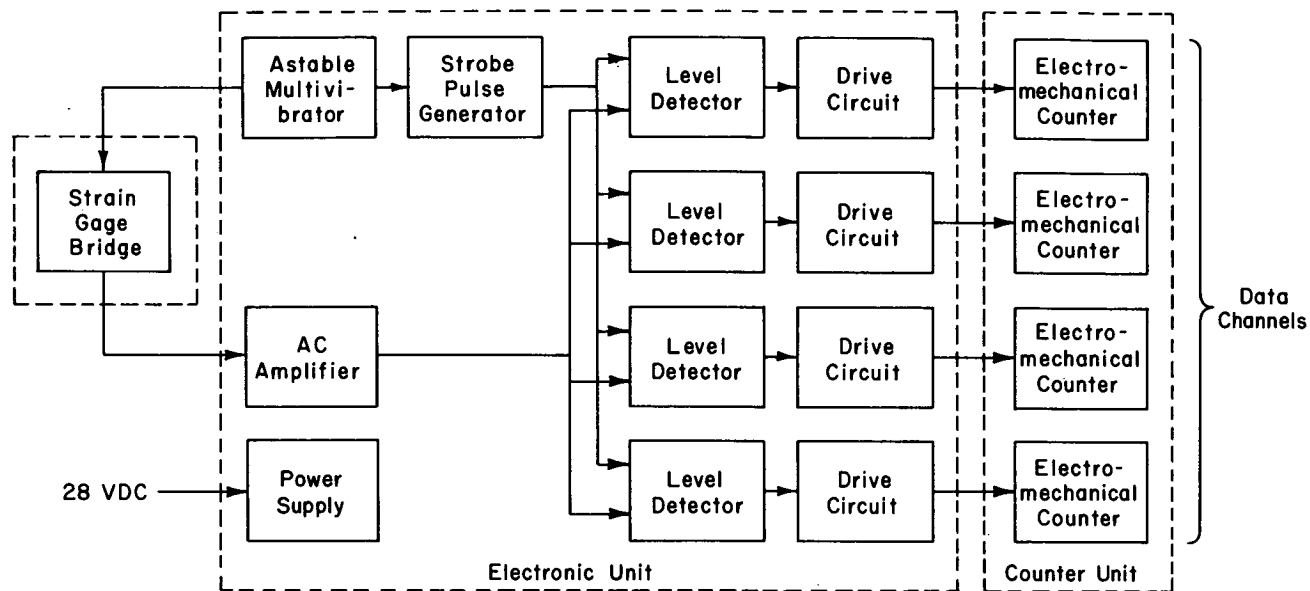 Astable
Multivi-
brator
Strobe
Pulse
Generator
Level
Detector
Drive
Circuit
Electro-
mechanical
Counter
Strain
Gage
Bridge
Level
Detector
Drive
Circuit
Electro-
mechanical
Counter
AC
Amplifier
Level
Detector
Drive
Circuit
Electro-
mechanical
Counter
Data
Channels
28 VDC
Power
Supply
Level
Detector
Drive
Circuit
Electro-
mechanical
Counter
Electronic Unit
Counter Unit